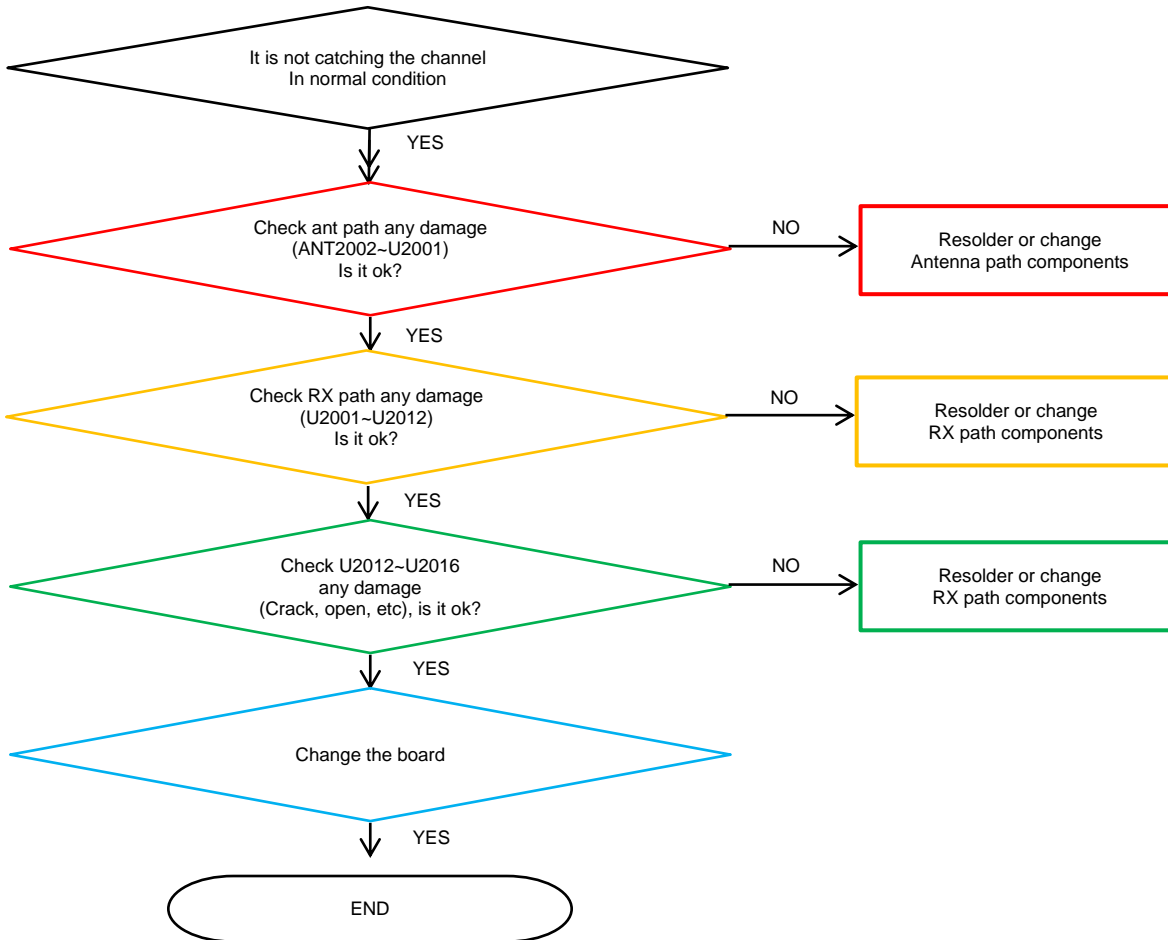 It is not catching the channel
In normal condition
YES
Check ant path any damage
(ANT2002~U2001)
Is it ok?
NO
Resolder or change
Antenna path components
YES
Check RX path any damage
(U2001~U2012)
Is it ok?
NO
Resolder or change
RX path components
YES
Check U2012~U2016
any damage
(Crack, open, etc), is it ok?
NO
Resolder or change
RX path components
YES
Change the board
YES
END